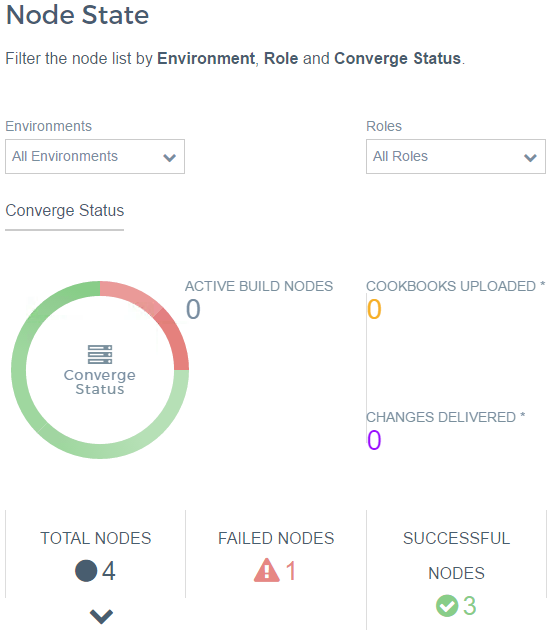 Node State
Filter the node list by Environment, Role and Converge Status.
Environments
Roles
All Environments
All Roles
Converge Status
ACTIVE BUILD NODES
0
COOKBOOKS UPLOADED *
0
Converge
Status
CHANGES DELIVERED *
0
TOTAL NODES
4
FAILED NODES
1
SUCCESSFUL
NODES
3